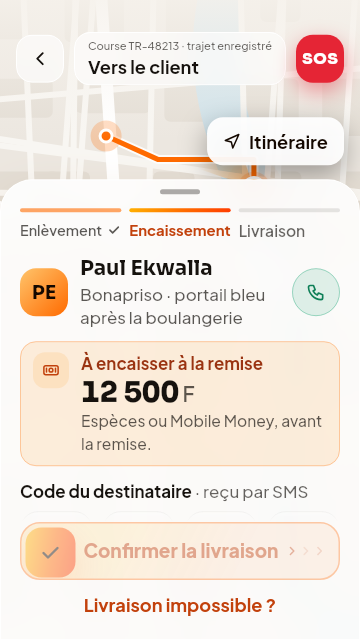 Course TR-48213 · trajet enregistré
Vers le client
SOS
Itinéraire
Enlèvement
Encaissement
Livraison
PE
Paul Ekwalla
Bonapriso · portail bleu
après la boulangerie
À encaisser à la remise
12 500 F
Espèces ou Mobile Money, avant
la remise.
Code du destinataire · reçu par SMS
Confirmer la livraison
Livraison impossible ?